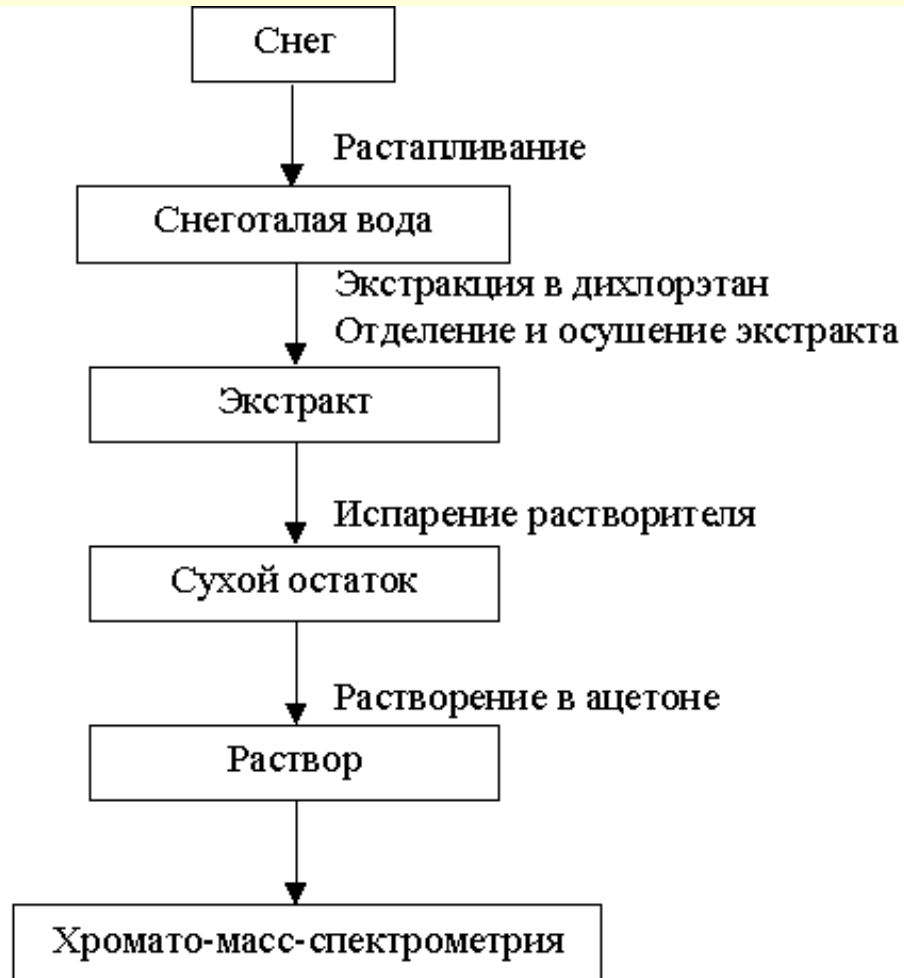 Снег
Растапливание
Снеготалая вода
Экстракция в дихлорэтан
Отделение и осушение экстракта
Экстракт
Испарение растворителя
Сухой остаток
Растворение в ацетоне
Раствор
Хромато-масс-спектрометрия